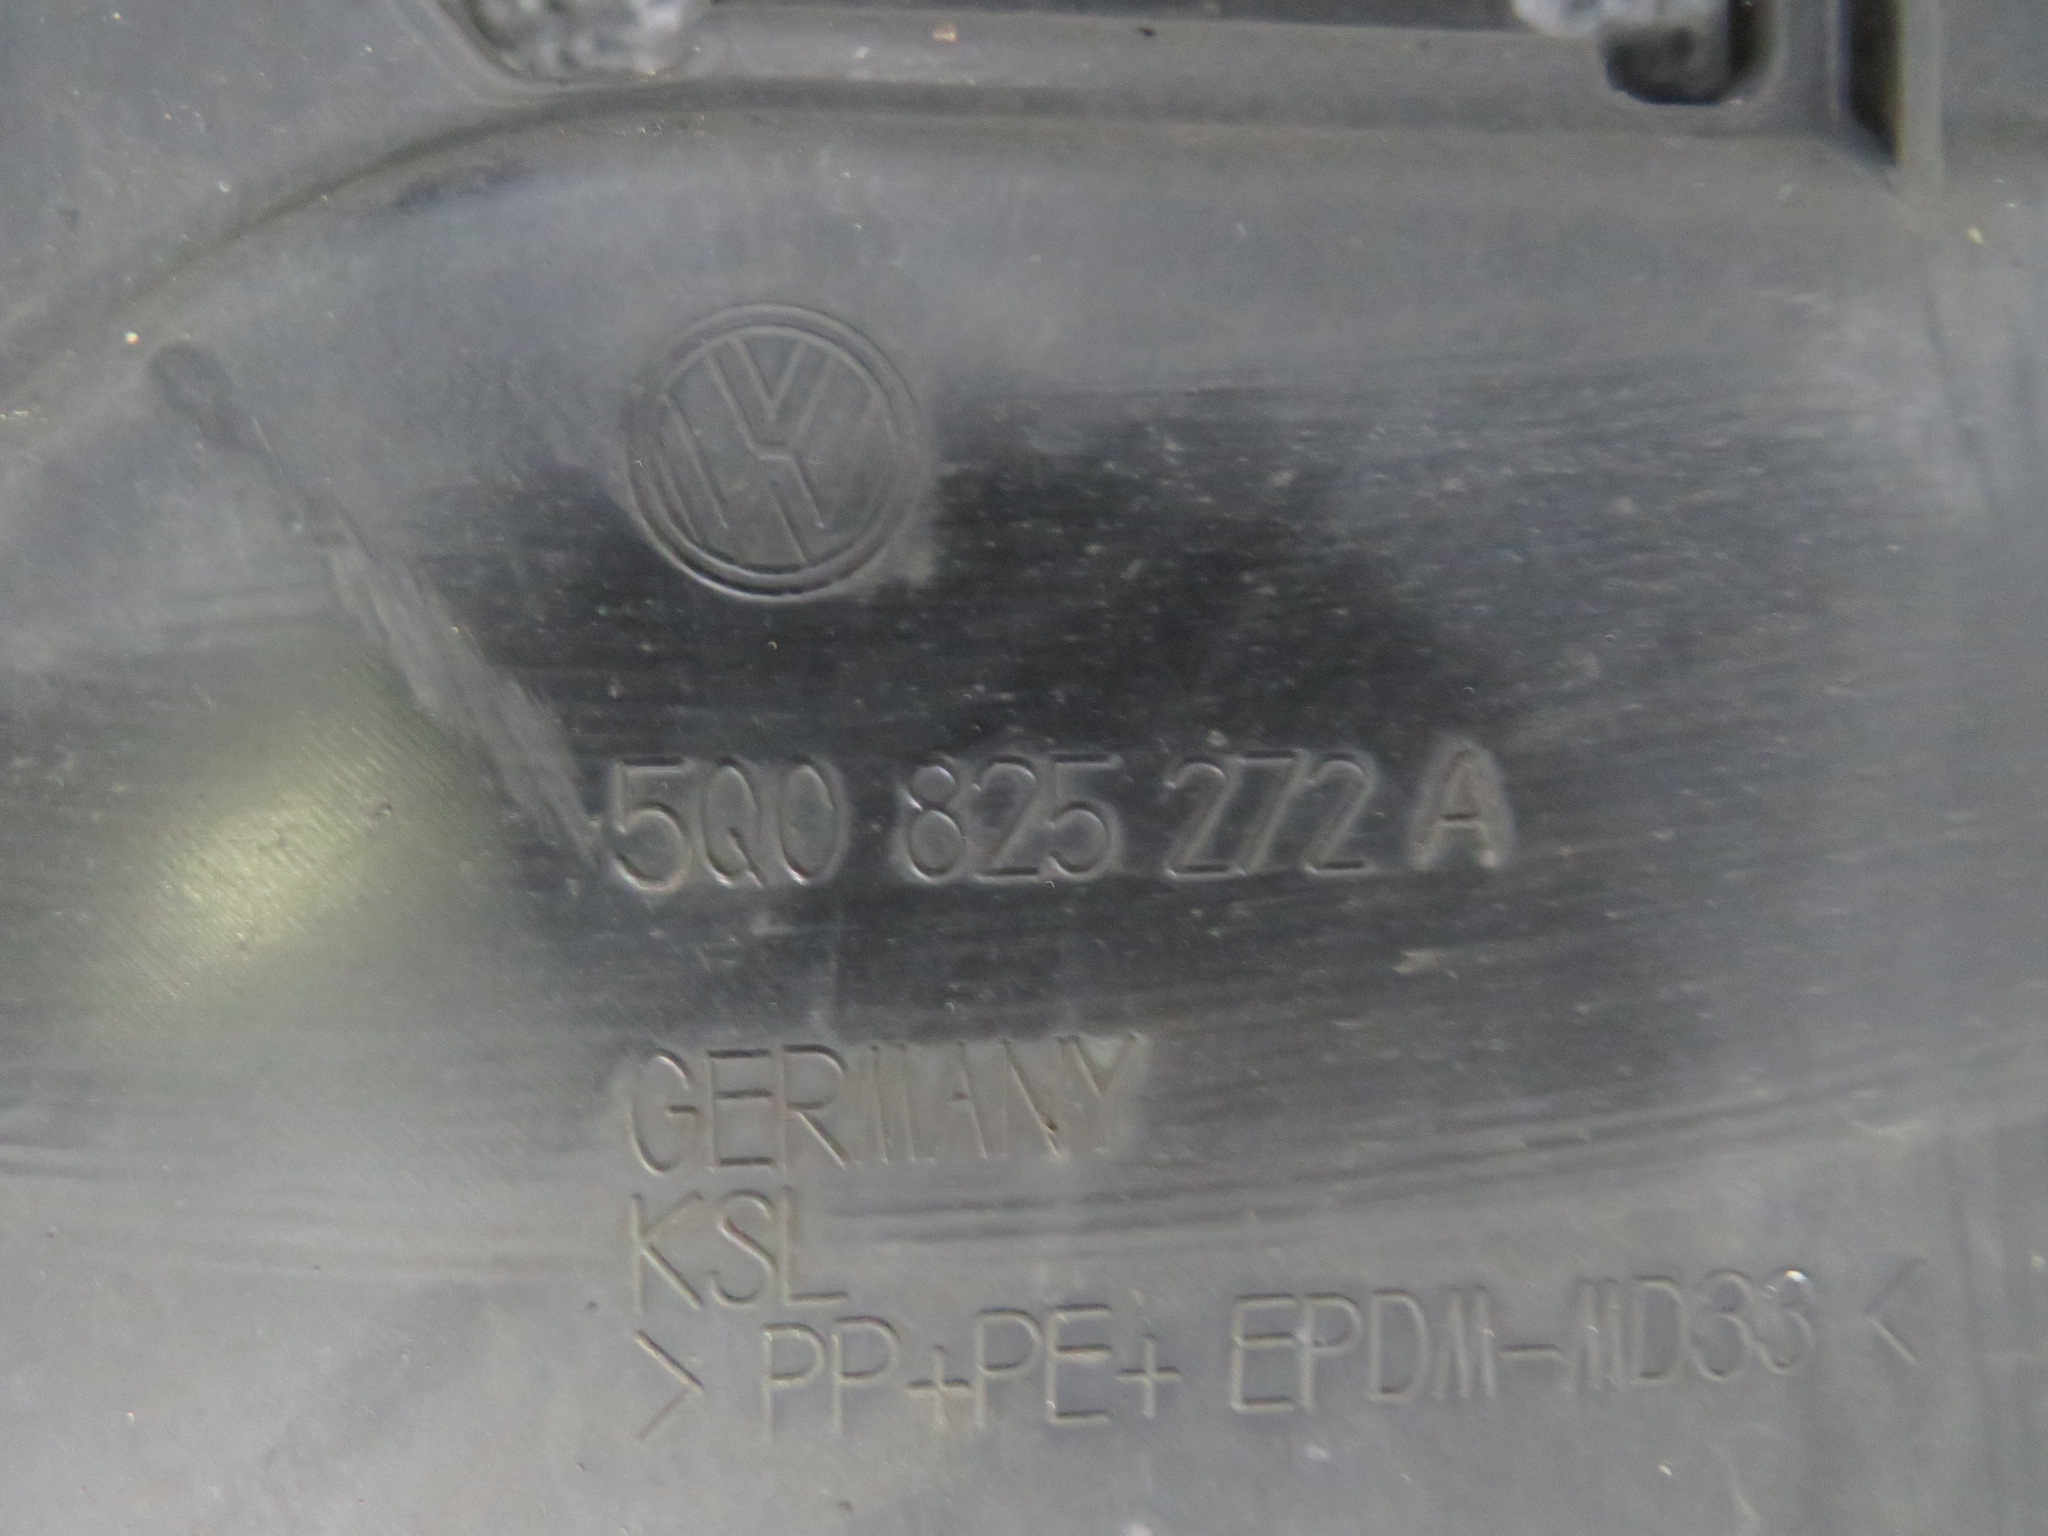 5Q0 825 272 A
GERMANY
KSL
> PP+PE+ EPDM-MD33 <